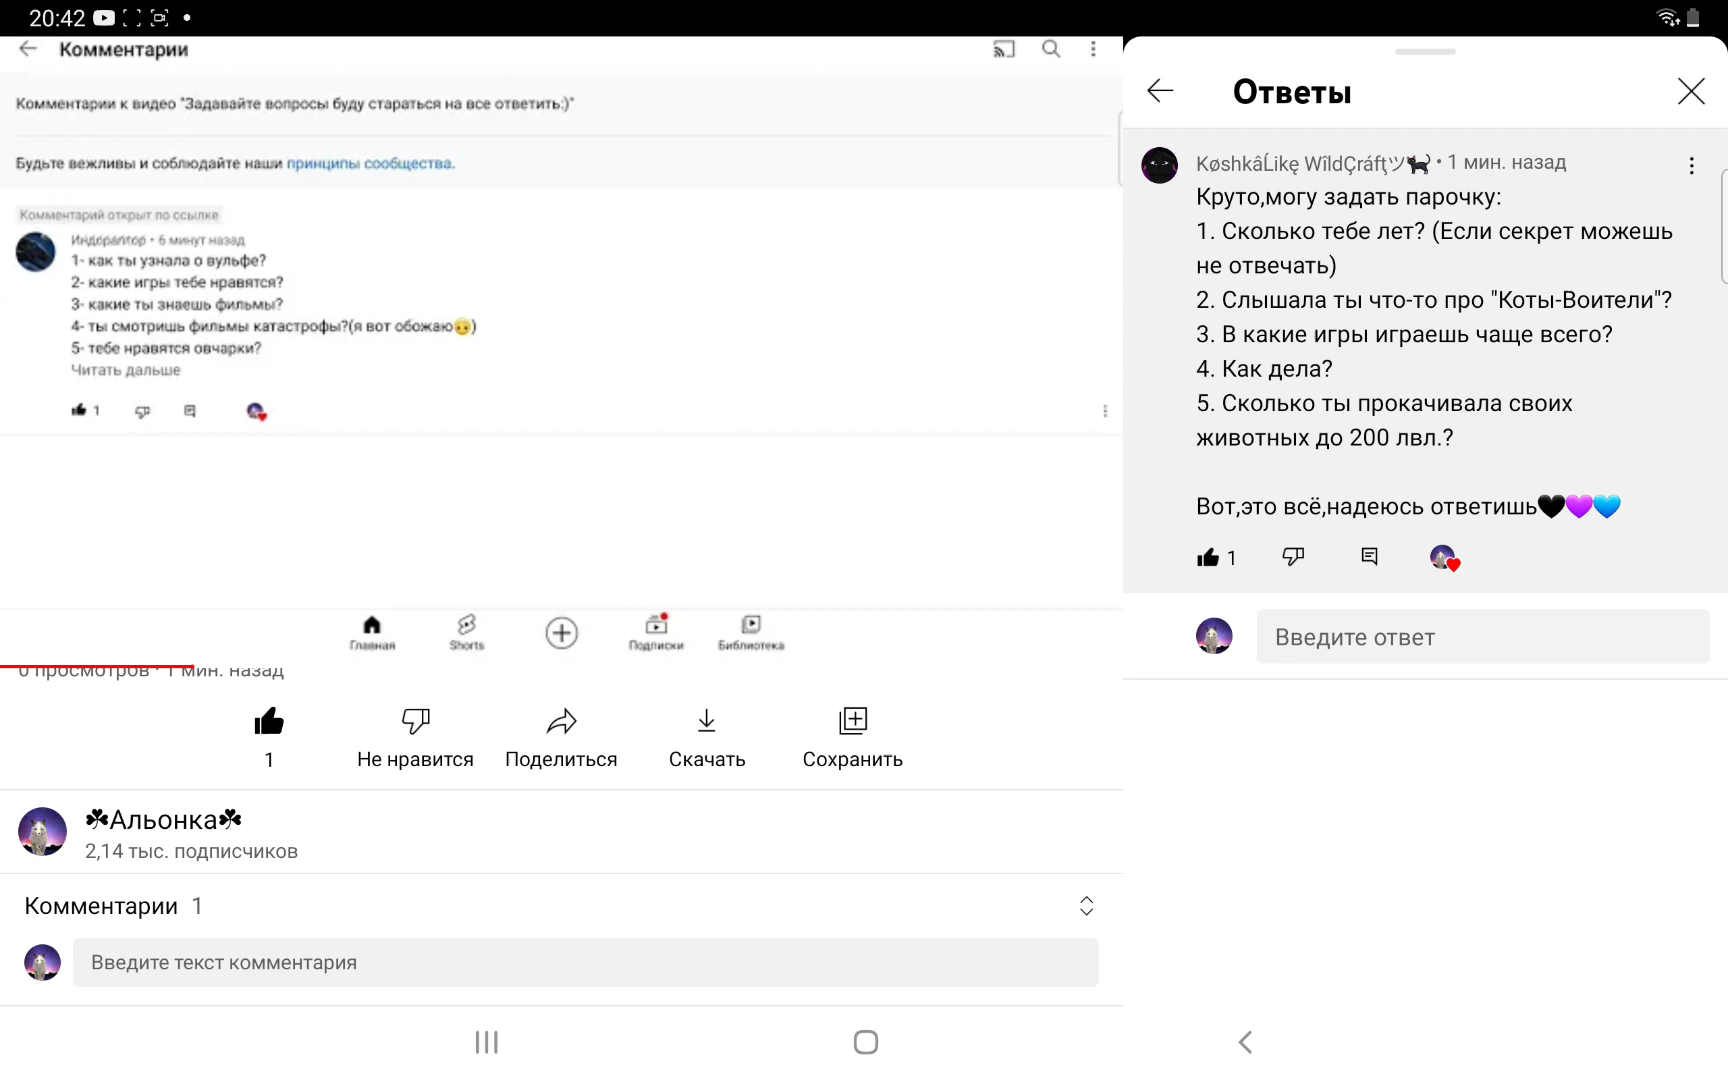 20:42
Комментарии
Комментарии к видео "Задавайте вопросы буду стараться на все ответить:)"
Будьте вежливы и соблюдайте наши принципы сообщества.
Комментарий открыт по ссылке
Индораптор • 6 минут назад
1- как ты узнала о вульфе?
2- какие игры тебе нравятся?
3- какие ты знаешь фильмы?
4- ты смотришь фильмы катастрофы?(я вот обожаю)
5- тебе нравятся овчарки?
Читать дальше
1
Главная
Shorts
Подписки
Библиотека
0 просмотров • 1 мин. назад
1
Не нравится
Поделиться
Скачать
Сохранить
☘Альонка☘
2,14 тыс. подписчиков
Комментарии 1
Введите текст комментария
Ответы
KøshkâĹikę WîldÇráfţツ🐈‍⬛ • 1 мин. назад
Круто,могу задать парочку:
1. Сколько тебе лет? (Если секрет можешь
не отвечать)
2. Слышала ты что-то про "Коты-Воители"?
3. В какие игры играешь чаще всего?
4. Как дела?
5. Сколько ты прокачивала своих
животных до 200 лвл.?
Вот,это всё,надеюсь ответишь🖤💜💙
1
Введите ответ